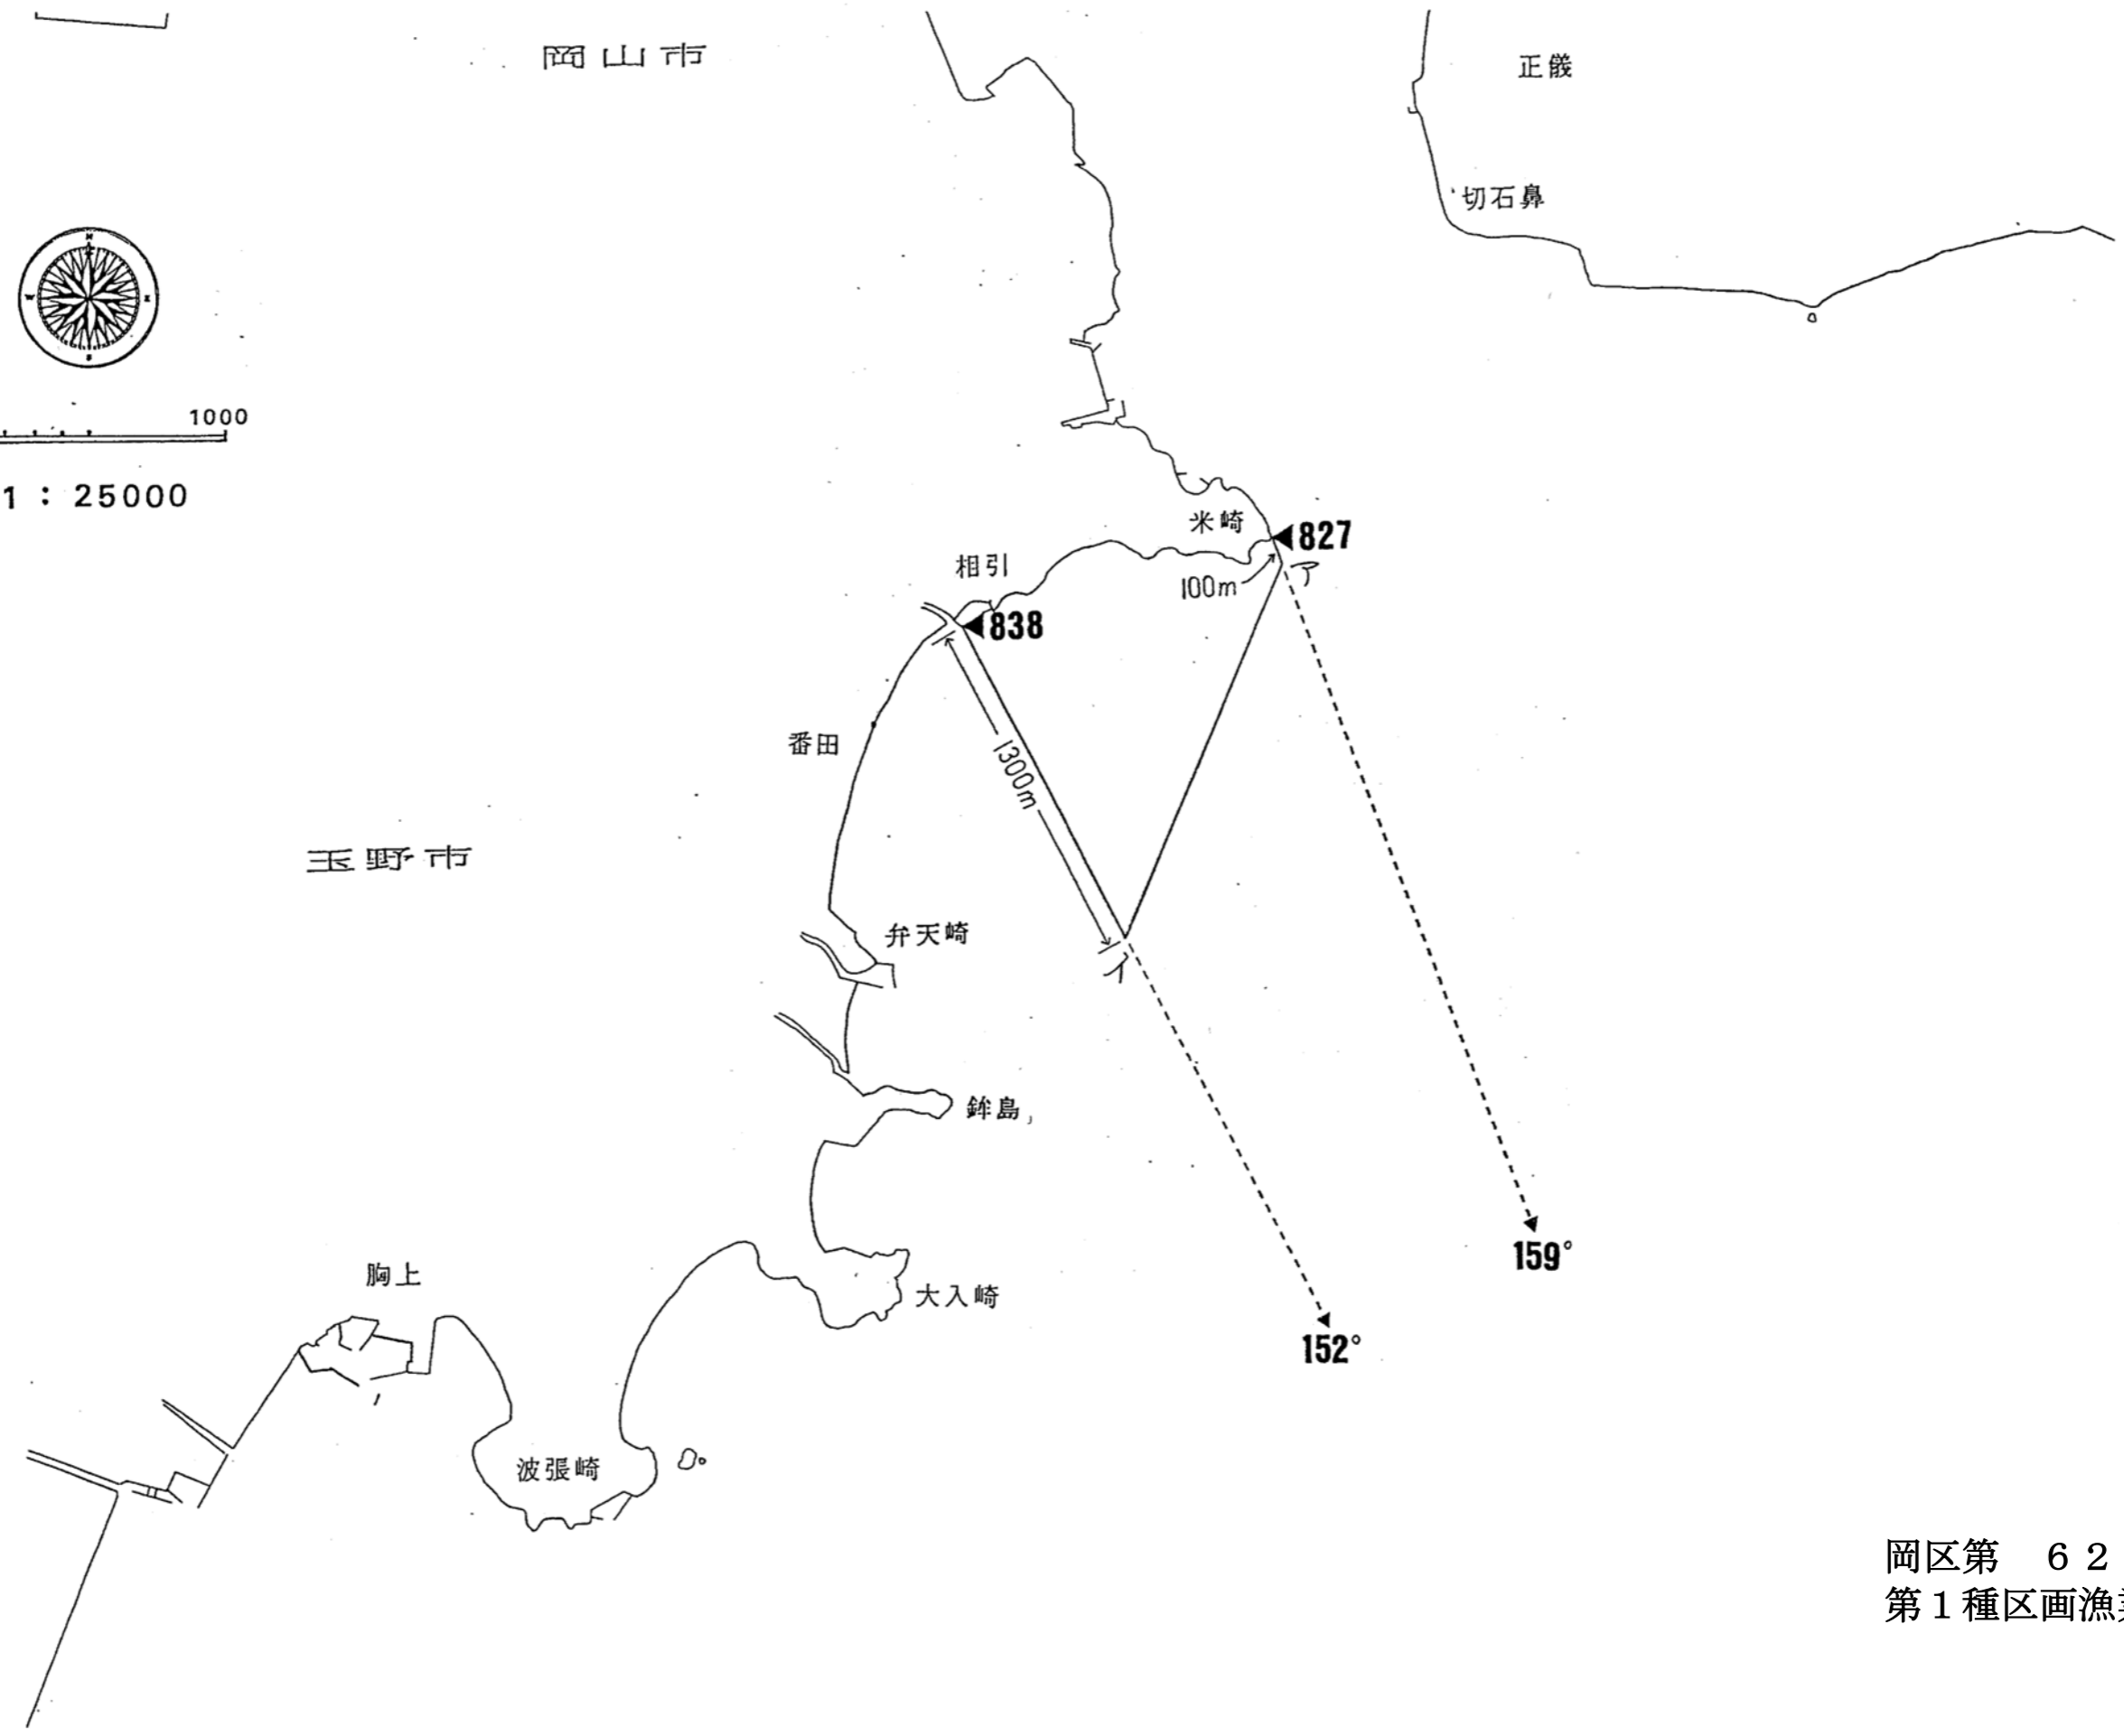 岡山市
正儀
切石鼻
N
W
S
1000
1：25000
米崎
827
ア
100m
相引
838
番田
1300m
玉野市
弁天崎
イ
鉾島
159°
胸上
大入崎
152°
波張崎
岡区第　６２
第１種区画漁